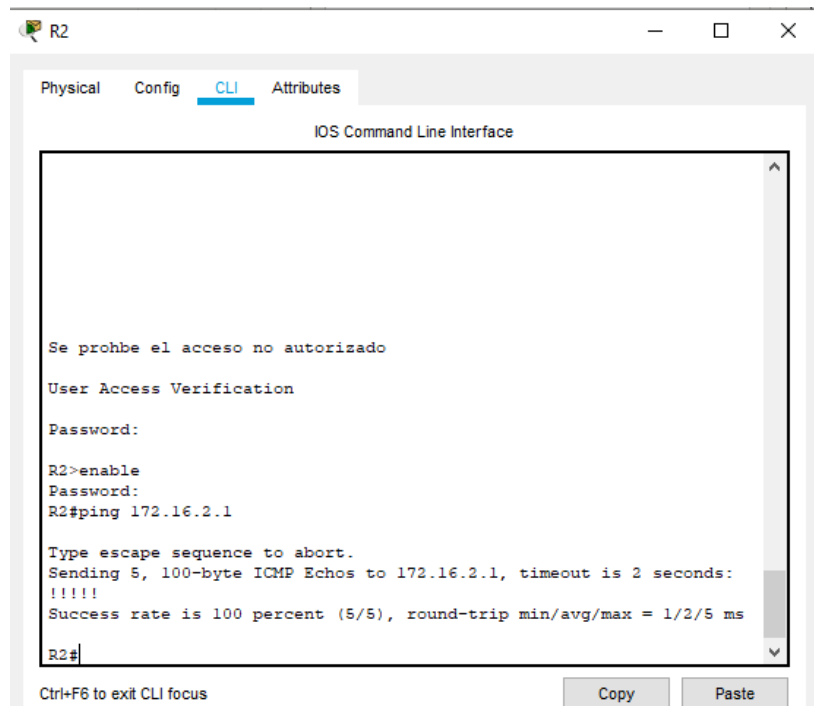 R2
Physical Config CLI Attributes
IOS Command Line Interface
Se prohbe el acceso no autorizado
User Access Verification
Password:
R2>enable
Password:
R2#ping 172.16.2.1
Type escape sequence to abort.
Sending 5, 100-byte ICMP Echos to 172.16.2.1, timeout is 2 seconds:
!!!!!
Success rate is 100 percent (5/5), round-trip min/avg/max = 1/2/5 ms
R2#
Ctrl+F6 to exit CLI focus Copy Paste